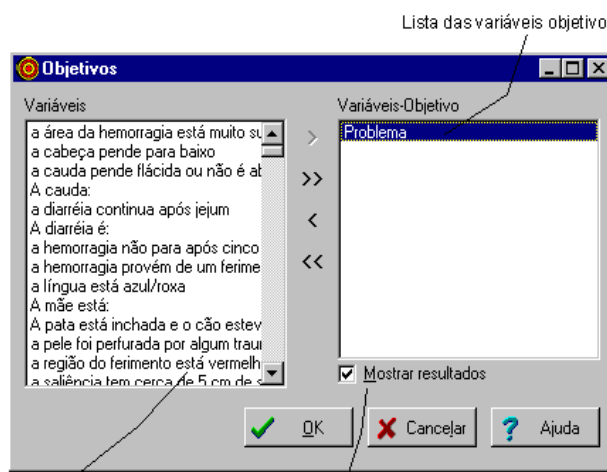 Lista das variáveis objetivo
Objetivos
Variáveis
Variáveis-Objetivo
a área da hemorragia está muito su
a cabeça pende para baixo
a cauda pende flácida ou não é ab
A cauda:
a diarréia continua após jejum
A diarréia é:
a hemorragia não para após cinco
a hemorragia provém de um ferime
a língua está azul/roxa
A mãe está:
A pata está inchada e o cão estev
a pele foi perfurada por algum traur
a região do ferimento está vermelh
a saliência tem cerca de 5 cm de s
>
>>
<
<<
Problema
Mostrar resultados
OK
Cancelar
? Ajuda